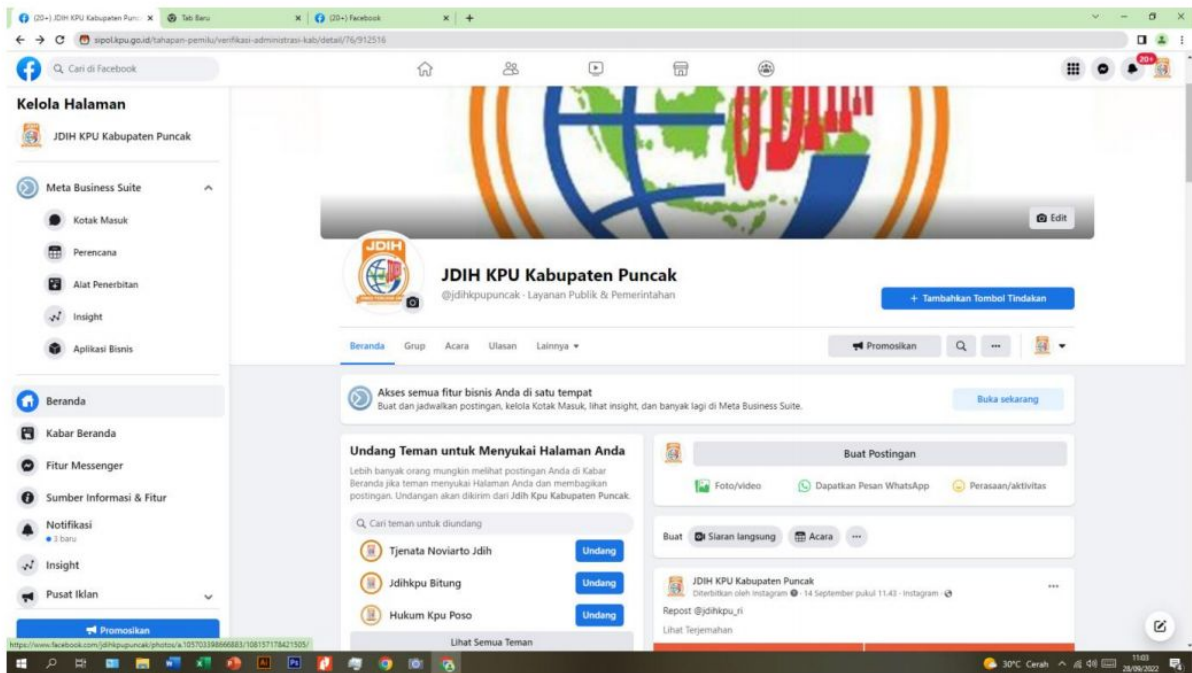 (20+) JDIH KPU Kabupaten Punc
Tab Baru
(20+) Facebook
sipol.kpu.go.id/tahapan-pemilu/verifikasi-administrasi-kab/detail/76/912516
Cari di Facebook
20+
Kelola Halaman
JDIH KPU Kabupaten Puncak
Meta Business Suite
Kotak Masuk
Perencana
Alat Penerbitan
Insight
Aplikasi Bisnis
Beranda
Kabar Beranda
Fitur Messenger
Sumber Informasi & Fitur
Notifikasi
3 baru
Insight
Pusat Iklan
Promosikan
https://www.facebook.com/jdihkpupuncak/photos/a.105703398666883/108157178421505/
JDIH
Edit
JDIH
JDIH KPU Kabupaten Puncak
@jdihkpupuncak · Layanan Publik & Pemerintahan
+ Tambahkan Tombol Tindakan
Beranda Grup Acara Ulasan Lainnya
Promosikan
Akses semua fitur bisnis Anda di satu tempat
Buat dan jadwalkan postingan, kelola Kotak Masuk, lihat insight, dan banyak lagi di Meta Business Suite.
Buka sekarang
Undang Teman untuk Menyukai Halaman Anda
Lebih banyak orang mungkin melihat postingan Anda di Kabar
Beranda jika teman menyukai Halaman Anda dan membagikan
postingan. Undangan akan dikirim dari Jdih Kpu Kabupaten Puncak.
Cari teman untuk diundang
Tjenata Noviarto Jdih Undang
Jdihkpu Bitung Undang
Hukum Kpu Poso Undang
Lihat Semua Teman
Buat Postingan
Foto/video Dapatkan Pesan WhatsApp Perasaan/aktivitas
Buat Siaran langsung Acara
JDIH KPU Kabupaten Puncak
Diterbitkan oleh Instagram · 14 September pukul 11.43 · Instagram ·
Repost @jdihkpu_ri
Lihat Terjemahan
30°C Cerah
11:03
28/09/2022